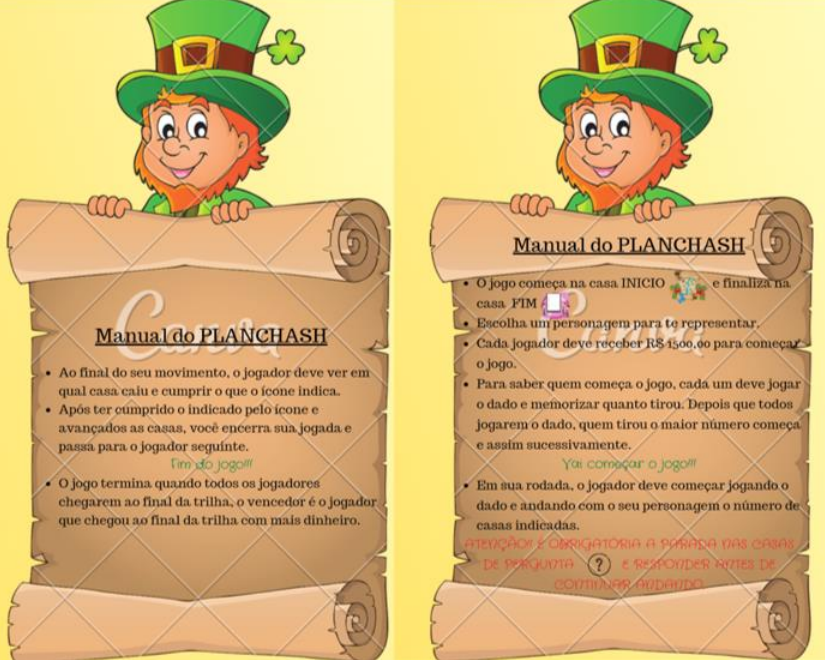 Canva
Manual do PLANCHASH
Ao final do seu movimento, o jogador deve ver em
qual casa caiu e cumprir o que o ícone indica.
Após ter cumprido o indicado pelo ícone e
avançados as casas, você encerra sua jogada e
passa para o jogador seguinte.
Fim do jogo!!!
O jogo termina quando todos os jogadores
chegarem ao final da trilha, o vencedor é o jogador
que chegou ao final da trilha com mais dinheiro.
Manual do PLANCHASH
O jogo começa na casa INICIO e finaliza na
casa FIM
Escolha um personagem para te representar.
Canva
Cada jogador deve receber R$ 1500,00 para começar
o jogo.
Para saber quem começa o jogo, cada um deve jogar
o dado e memorizar quanto tirou. Depois que todos
jogarem o dado, quem tirou o maior número começa
e assim sucessivamente.
Vai começar o jogo!!!
Em sua rodada, o jogador deve começar jogando o
dado e andando com o seu personagem o número de
casas indicadas.
ATENÇÃO!! É OBRIGATÓRIA A PARADA NAS CASAS
DE PERGUNTA ? E RESPONDER ANTES DE
CONTINUAR ANDANDO.